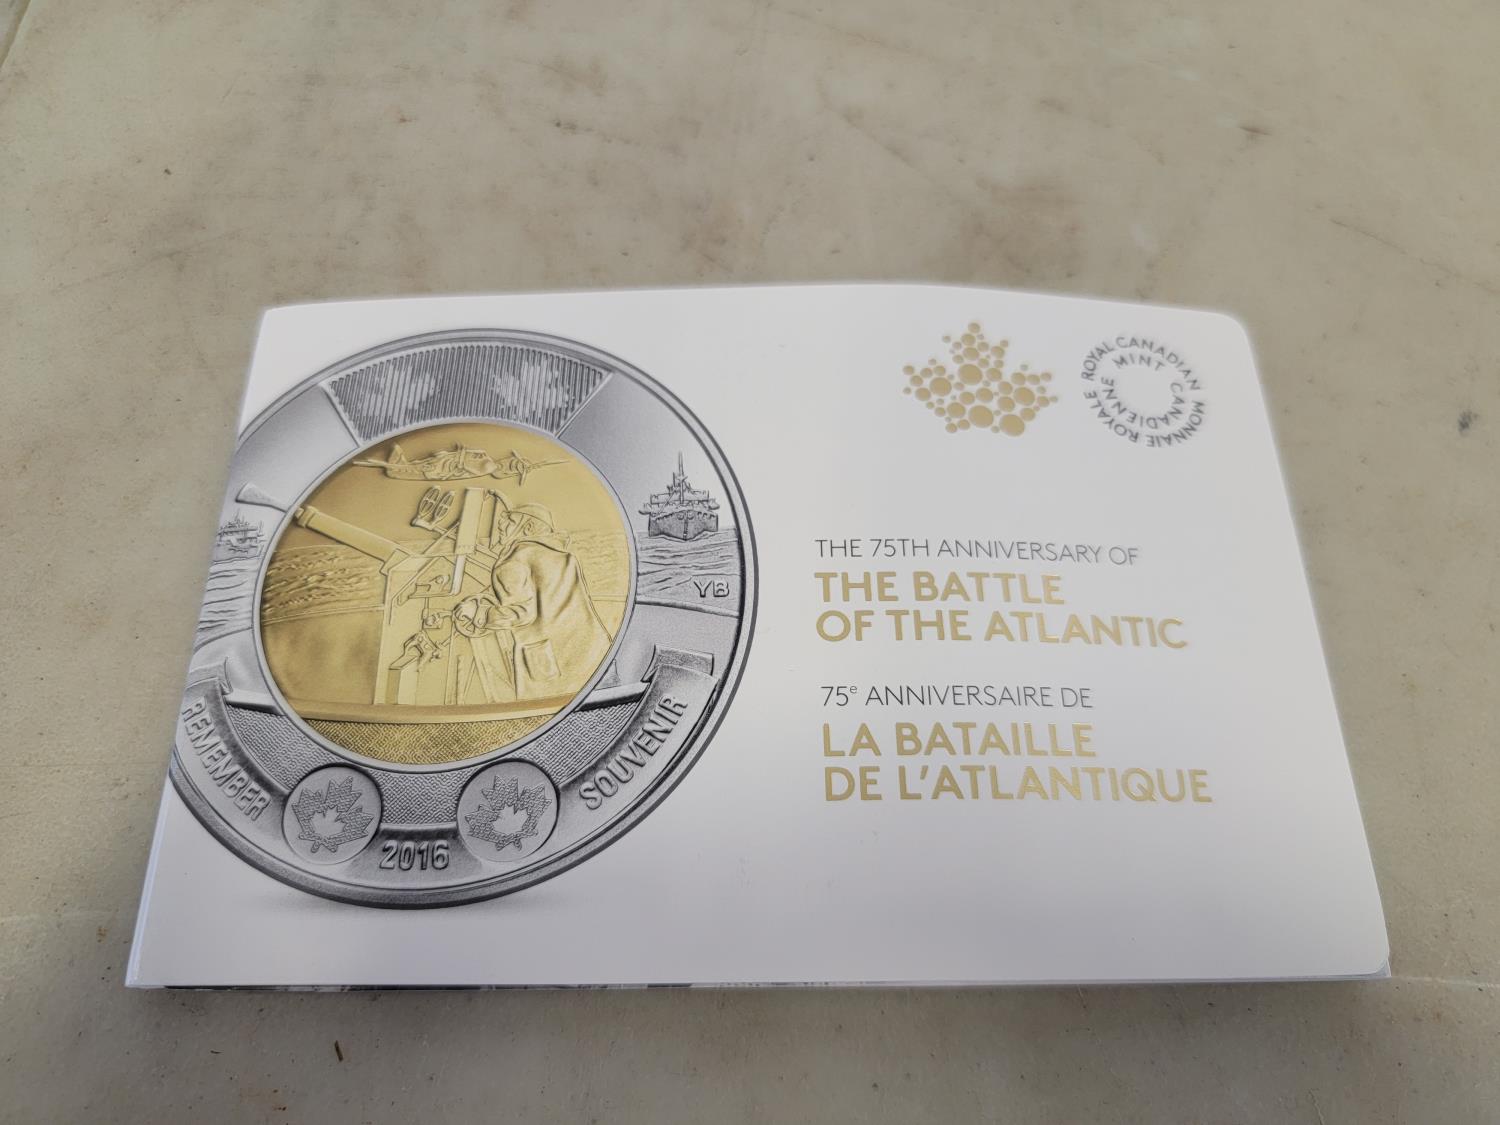 ROYAL CANADIAN MINT
MONNAIE ROYALE CANADIENNE
THE 75TH ANNIVERSARY OF
THE BATTLE
OF THE ATLANTIC
75e ANNIVERSAIRE DE
LA BATAILLE
DE L'ATLANTIQUE
YB
REMEMBER
SOUVENIR
2016